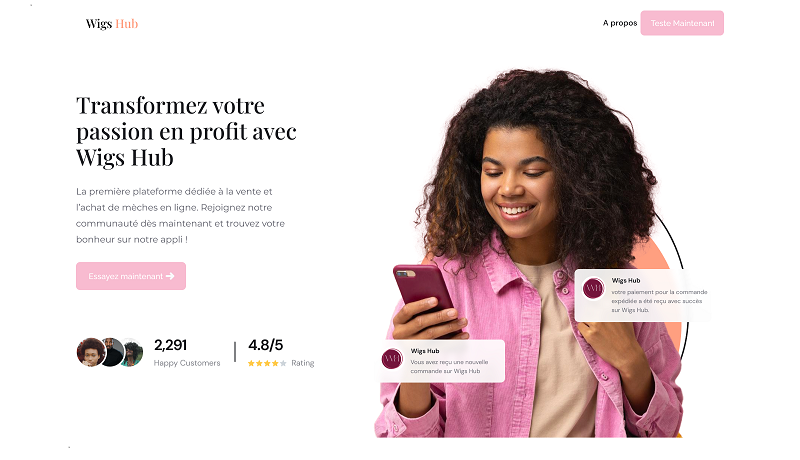 Wigs Hub
A propos
Teste Maintenant
Transformez votre
passion en profit avec
Wigs Hub
La première plateforme dédiée à la vente et
l'achat de mèches en ligne. Rejoignez notre
communauté dès maintenant et trouvez votre
bonheur sur notre appli !
Essayez maintenant
2,291
Happy Customers
4.8/5
Rating
WH
Wigs Hub
votre paiement pour la commande
expédiée a été reçu avec succès
sur Wigs Hub.
WH
Wigs Hub
Vous avez reçu une nouvelle
commande sur Wigs Hub